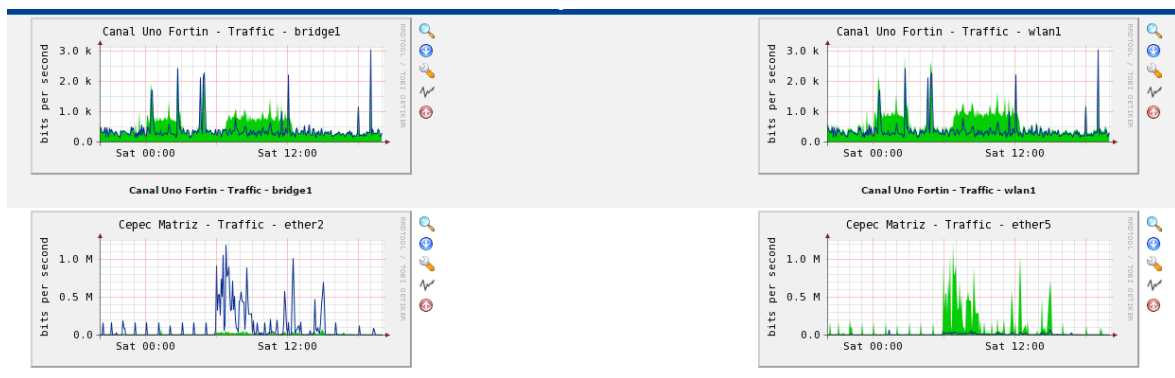 Canal Uno Fortin - Traffic - bridge1
RRDTOOL / TOBI OETIKER
bits per second
3.0 k
2.0 k
1.0 k
0.0
Sat 00:00 Sat 12:00
Canal Uno Fortin - Traffic - bridge1
Canal Uno Fortin - Traffic - wlan1
RRDTOOL / TOBI OETIKER
bits per second
3.0 k
2.0 k
1.0 k
0.0
Sat 00:00 Sat 12:00
Canal Uno Fortin - Traffic - wlan1
Cepec Matriz - Traffic - ether2
RRDTOOL / TOBI OETIKER
bits per second
1.0 M
0.5 M
0.0
Sat 00:00 Sat 12:00
Cepec Matriz - Traffic - ether5
RRDTOOL / TOBI OETIKER
bits per second
1.0 M
0.5 M
0.0
Sat 00:00 Sat 12:00